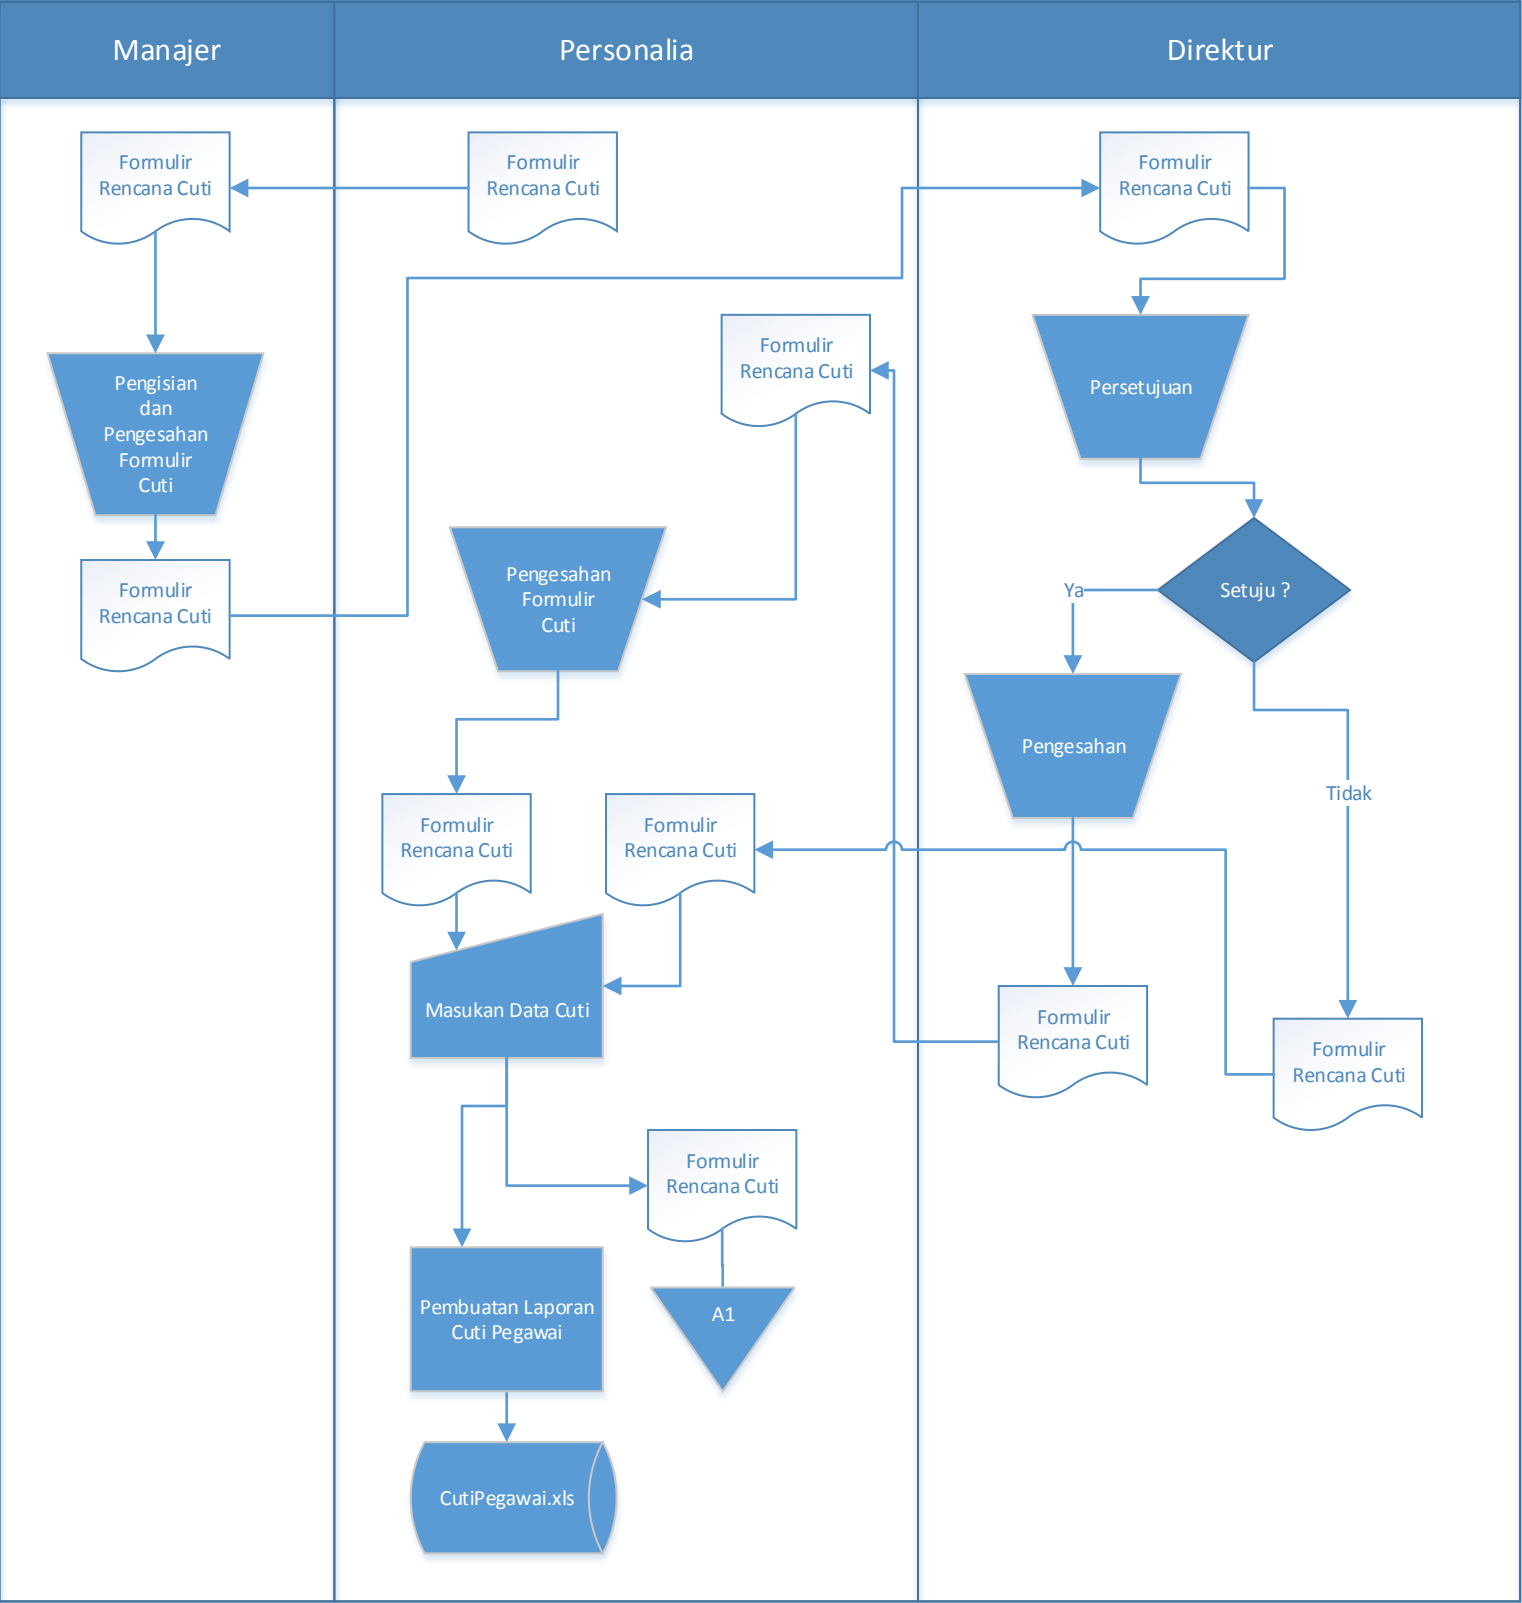 Manajer
Personalia
Direktur
Formulir
Rencana Cuti
Formulir
Rencana Cuti
Formulir
Rencana Cuti
Formulir
Rencana Cuti
Persetujuan
Pengisian
dan
Pengesahan
Formulir
Cuti
Pengesahan
Formulir
Cuti
Setuju ?
Ya
Tidak
Formulir
Rencana Cuti
Pengesahan
Formulir
Rencana Cuti
Formulir
Rencana Cuti
Masukan Data Cuti
Formulir
Rencana Cuti
Formulir
Rencana Cuti
Formulir
Rencana Cuti
Pembuatan Laporan
Cuti Pegawai
A1
CutiPegawai.xls